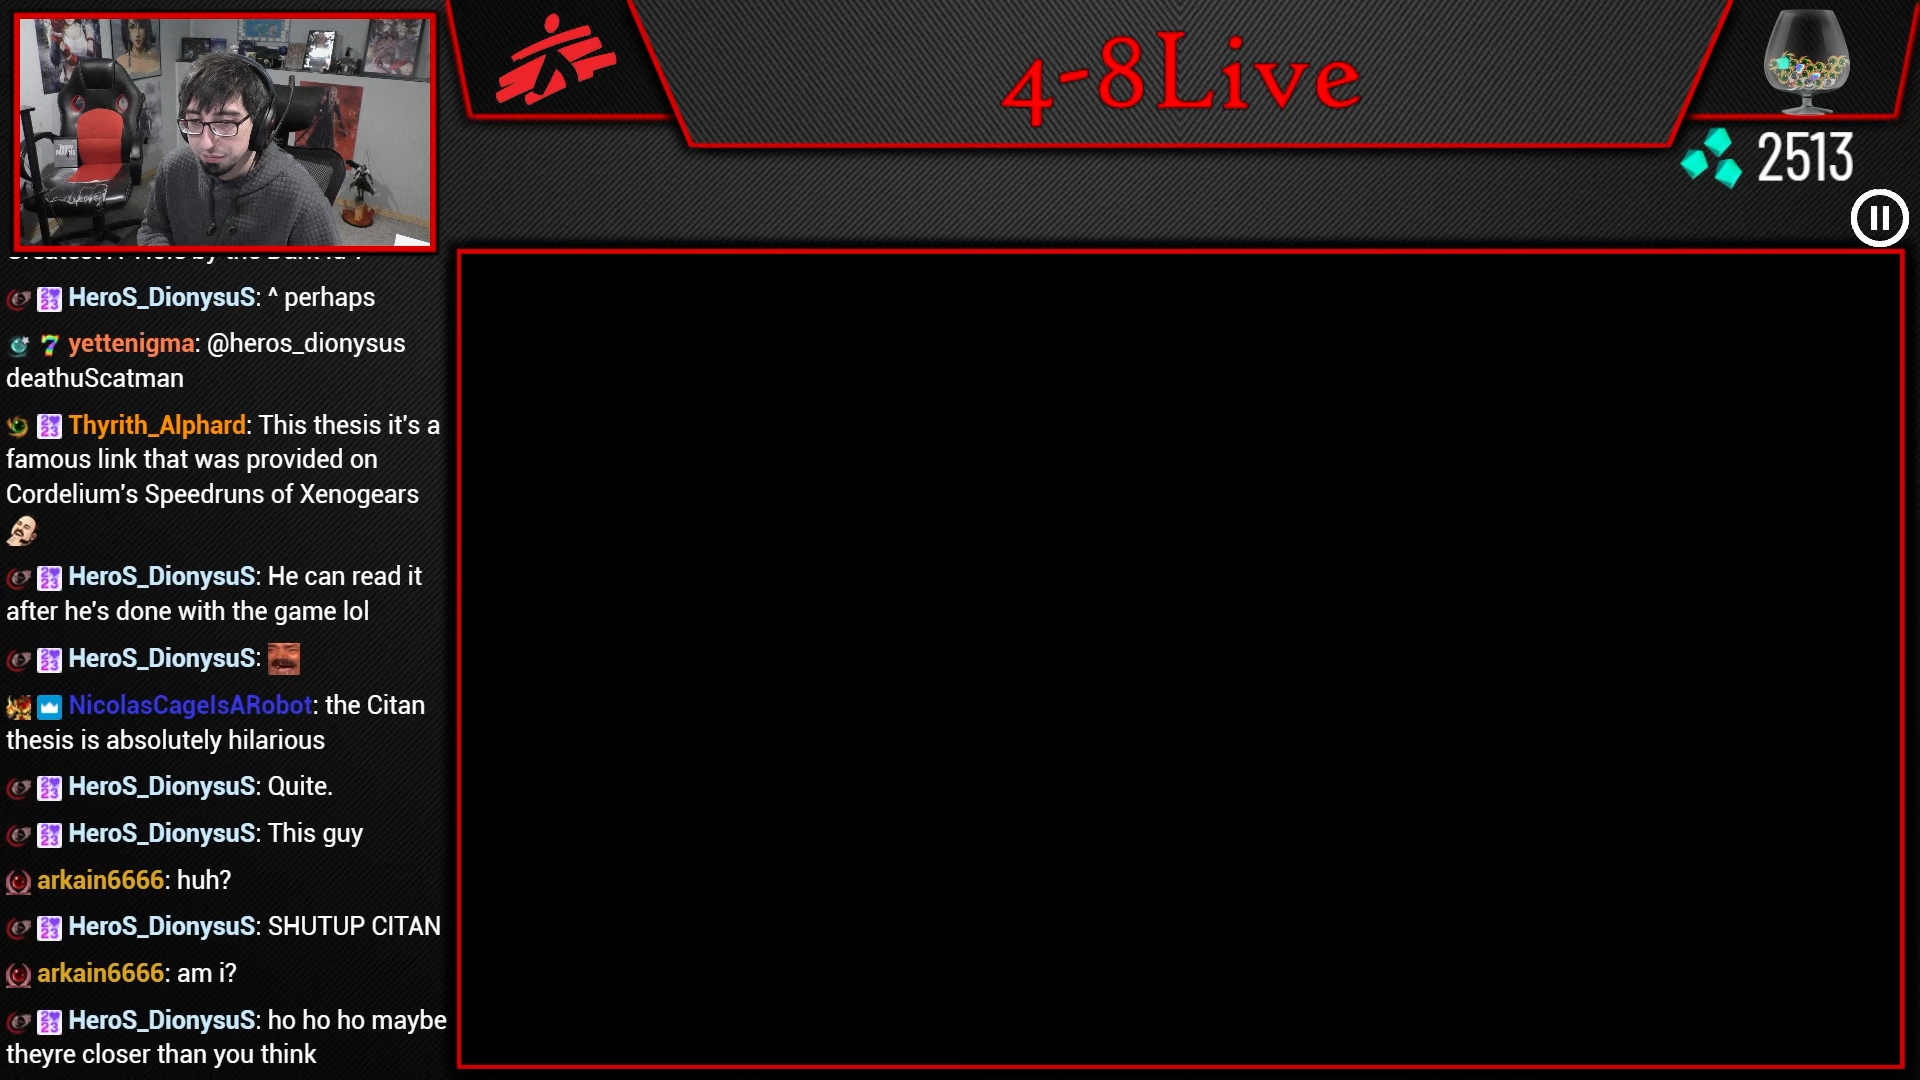 4-8Live
2513
HeroS_DionysuS: ^ perhaps
yettenigma: @heros_dionysus
deathuScatman
Thyrith_Alphard: This thesis it's a
famous link that was provided on
Cordelium's Speedruns of Xenogears
HeroS_DionysuS: He can read it
after he's done with the game lol
HeroS_DionysuS:
NicolasCageIsARobot: the Citan
thesis is absolutely hilarious
HeroS_DionysuS: Quite.
HeroS_DionysuS: This guy
arkain6666: huh?
HeroS_DionysuS: SHUTUP CITAN
arkain6666: am i?
HeroS_DionysuS: ho ho ho maybe
theyre closer than you think